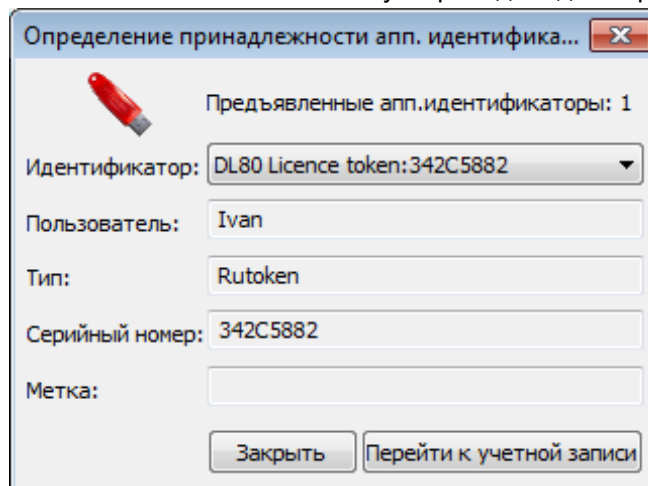 Определение принадлежности апп. идентифика...
Предъявленные апп.идентификаторы: 1
Идентификатор: DL80 Licence token:342C5882
Пользователь: Ivan
Тип: Rutoken
Серийный номер: 342C5882
Метка:
Закрыть Перейти к учетной записи